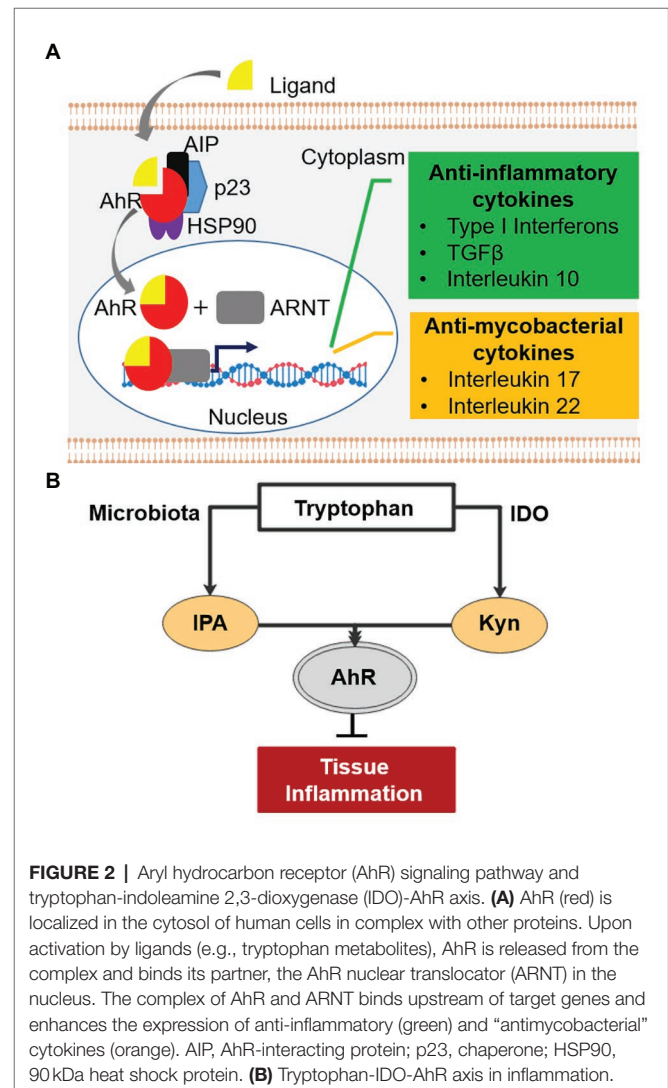 A
Ligand
AIP
Cytoplasm
p23
AhR
HSP90
AhR
+
ARNT
Nucleus
Anti-inflammatory
cytokines
• Type I Interferons
• TGFβ
• Interleukin 10
Anti-mycobacterial
cytokines
• Interleukin 17
• Interleukin 22
B
Microbiota
Tryptophan
IDO
IPA
Kyn
AhR
Tissue
Inflammation
FIGURE 2 | Aryl hydrocarbon receptor (AhR) signaling pathway and
tryptophan-indoleamine 2,3-dioxygenase (IDO)-AhR axis. (A) AhR (red) is
localized in the cytosol of human cells in complex with other proteins. Upon
activation by ligands (e.g., tryptophan metabolites), AhR is released from the
complex and binds its partner, the AhR nuclear translocator (ARNT) in the
nucleus. The complex of AhR and ARNT binds upstream of target genes and
enhances the expression of anti-inflammatory (green) and “antimycobacterial”
cytokines (orange). AIP, AhR-interacting protein; p23, chaperone; HSP90,
90 kDa heat shock protein. (B) Tryptophan-IDO-AhR axis in inflammation.